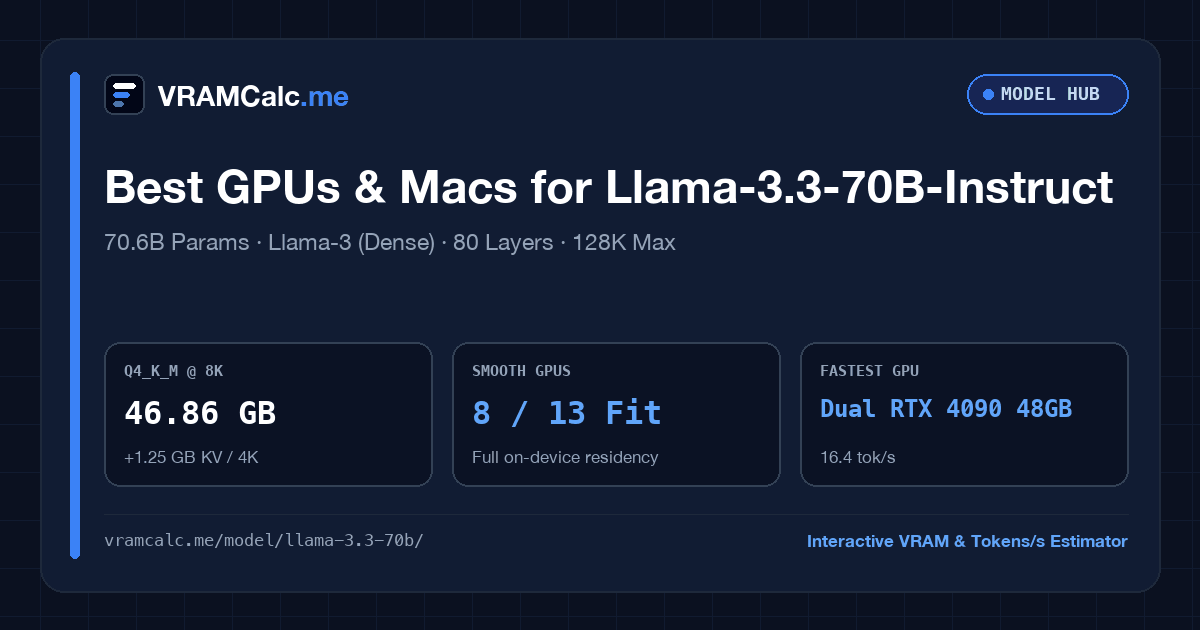 VRAMCalc.me
MODEL HUB
Best GPUs & Macs for Llama-3.3-70B-Instruct
70.6B Params · Llama-3 (Dense) · 80 Layers · 128K Max
Q4_K_M @ 8K
46.86 GB
+1.25 GB KV / 4K
SMOOTH GPUS
8 / 13 Fit
Full on-device residency
FASTEST GPU
Dual RTX 4090 48GB
16.4 tok/s
vramcalc.me/model/llama-3.3-70b/
Interactive VRAM & Tokens/s Estimator